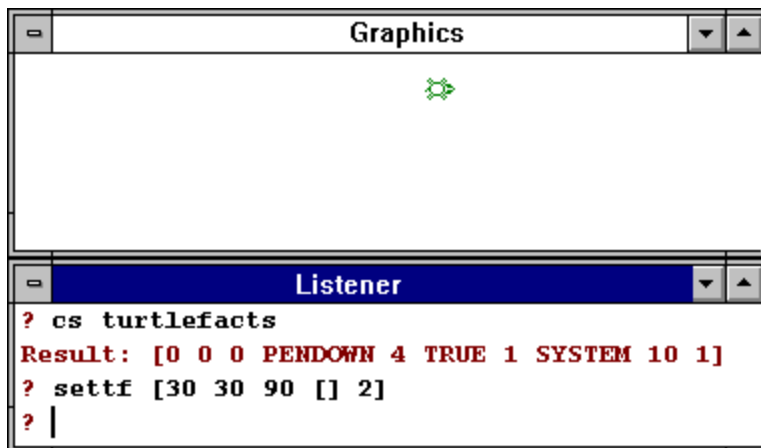 Graphics
Listener
? cs turtlefacts
Result: [0 0 0 PENDOWN 4 TRUE 1 SYSTEM 10 1]
? settf [30 30 90 [] 2]
?